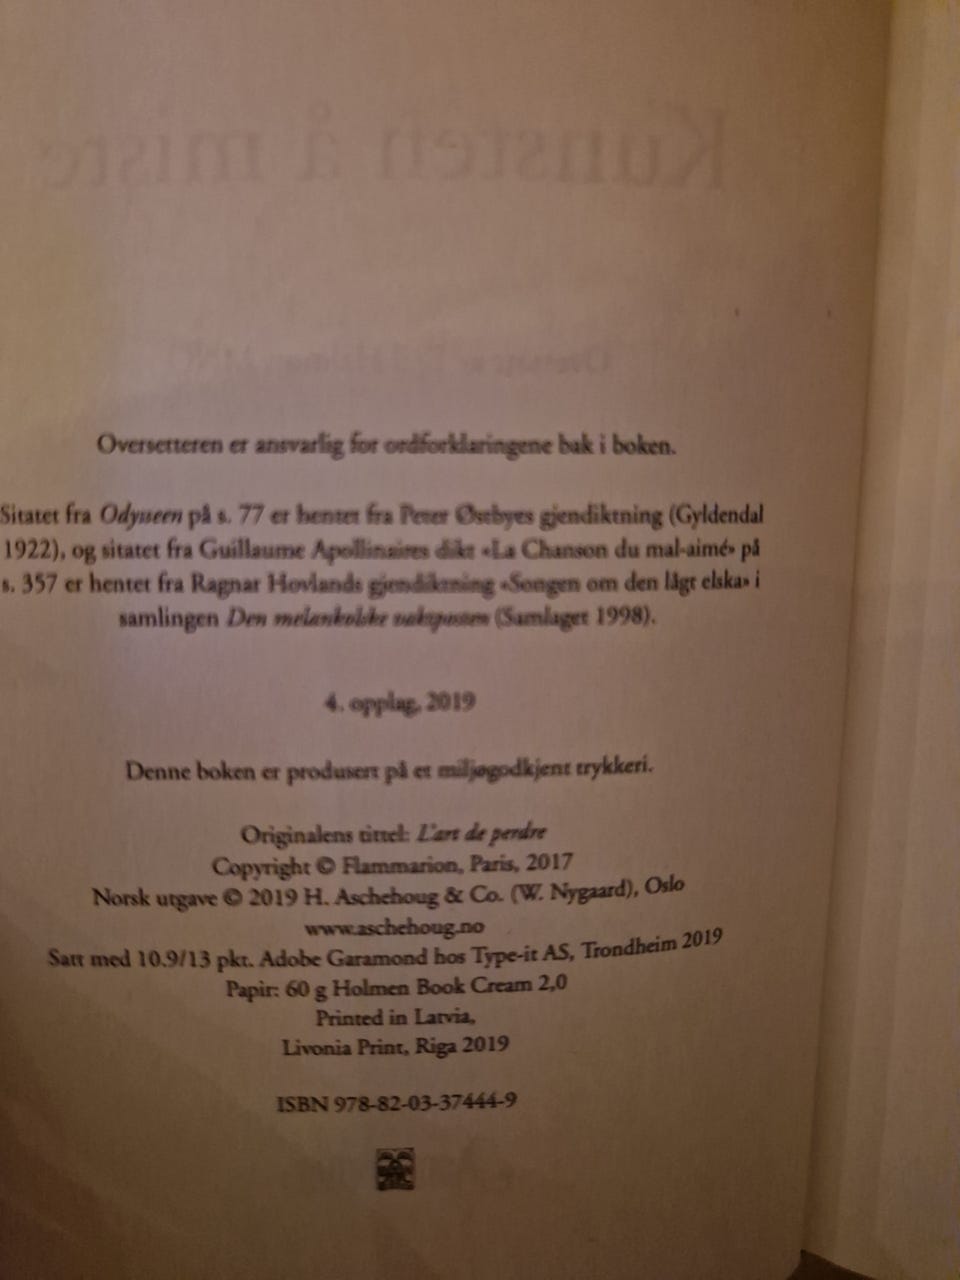 Kunsten å miste
Oversetteren er ansvarlig for ordforklaringene bak i boken.
Sitatet fra Odysseen på s. 77 er hentet fra Peter Østbyes gjendiktning (Gyldendal
1922), og sitatet fra Guillaume Apollinaires dikt «La Chanson du mal-aimé» på
s. 357 er hentet fra Ragnar Hovlands gjendiktning «Songen om den lågt elska» i
samlingen Den melankolske vaktposten (Samlaget 1998).
4. opplag, 2019
Denne boken er produsert på et miljøgodkjent trykkeri.
Originalens tittel: L'art de perdre
Copyright © Flammarion, Paris, 2017
Norsk utgave © 2019 H. Aschehoug & Co. (W. Nygaard), Oslo
www.aschehoug.no
Satt med 10.9/13 pkt. Adobe Garamond hos Type-it AS, Trondheim 2019
Papir: 60 g Holmen Book Cream 2,0
Printed in Latvia,
Livonia Print, Riga 2019
ISBN 978-82-03-37444-9